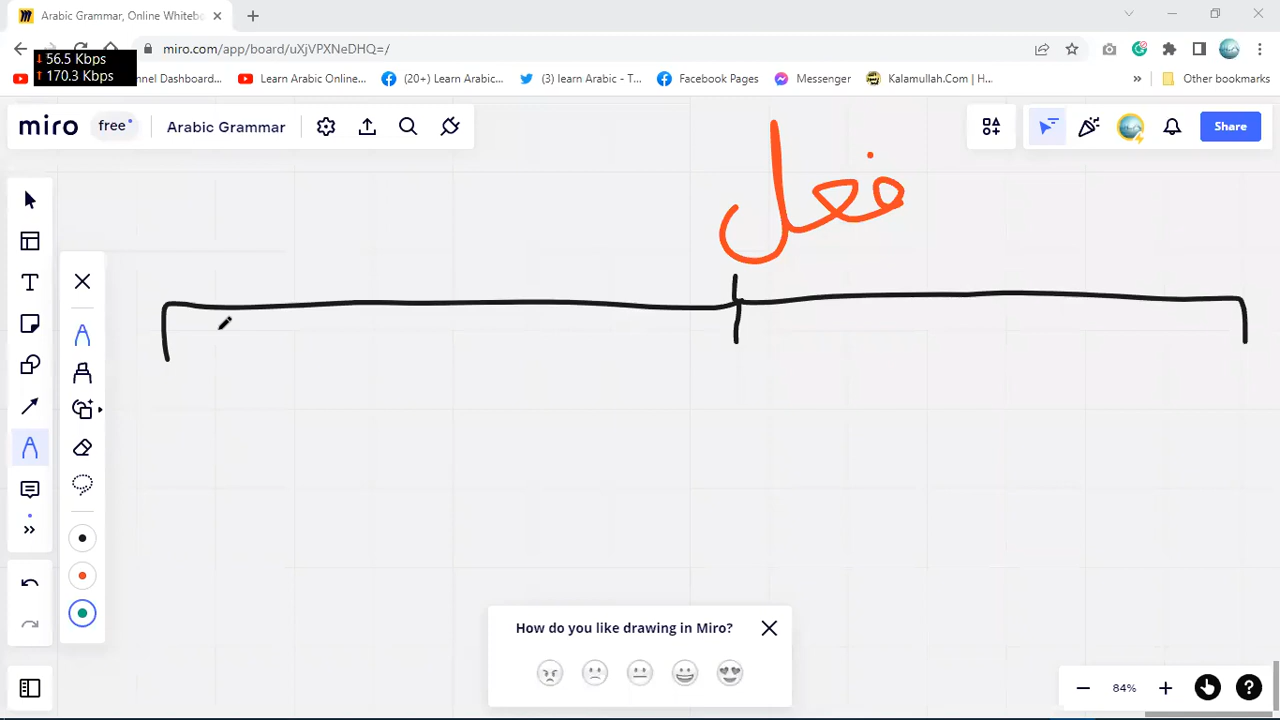 Arabic Grammar, Online Whitebo
miro.com/app/board/uXjVPXNeDHQ=/
56.5 Kbps
170.3 Kbps
nnel Dashboard...
Learn Arabic Online...
(20+) Learn Arabic...
(3) learn Arabic - T...
Facebook Pages
Messenger
Kalamullah.Com | H...
Other bookmarks
miro
free
Arabic Grammar
Share
فعل
How do you like drawing in Miro?
84%